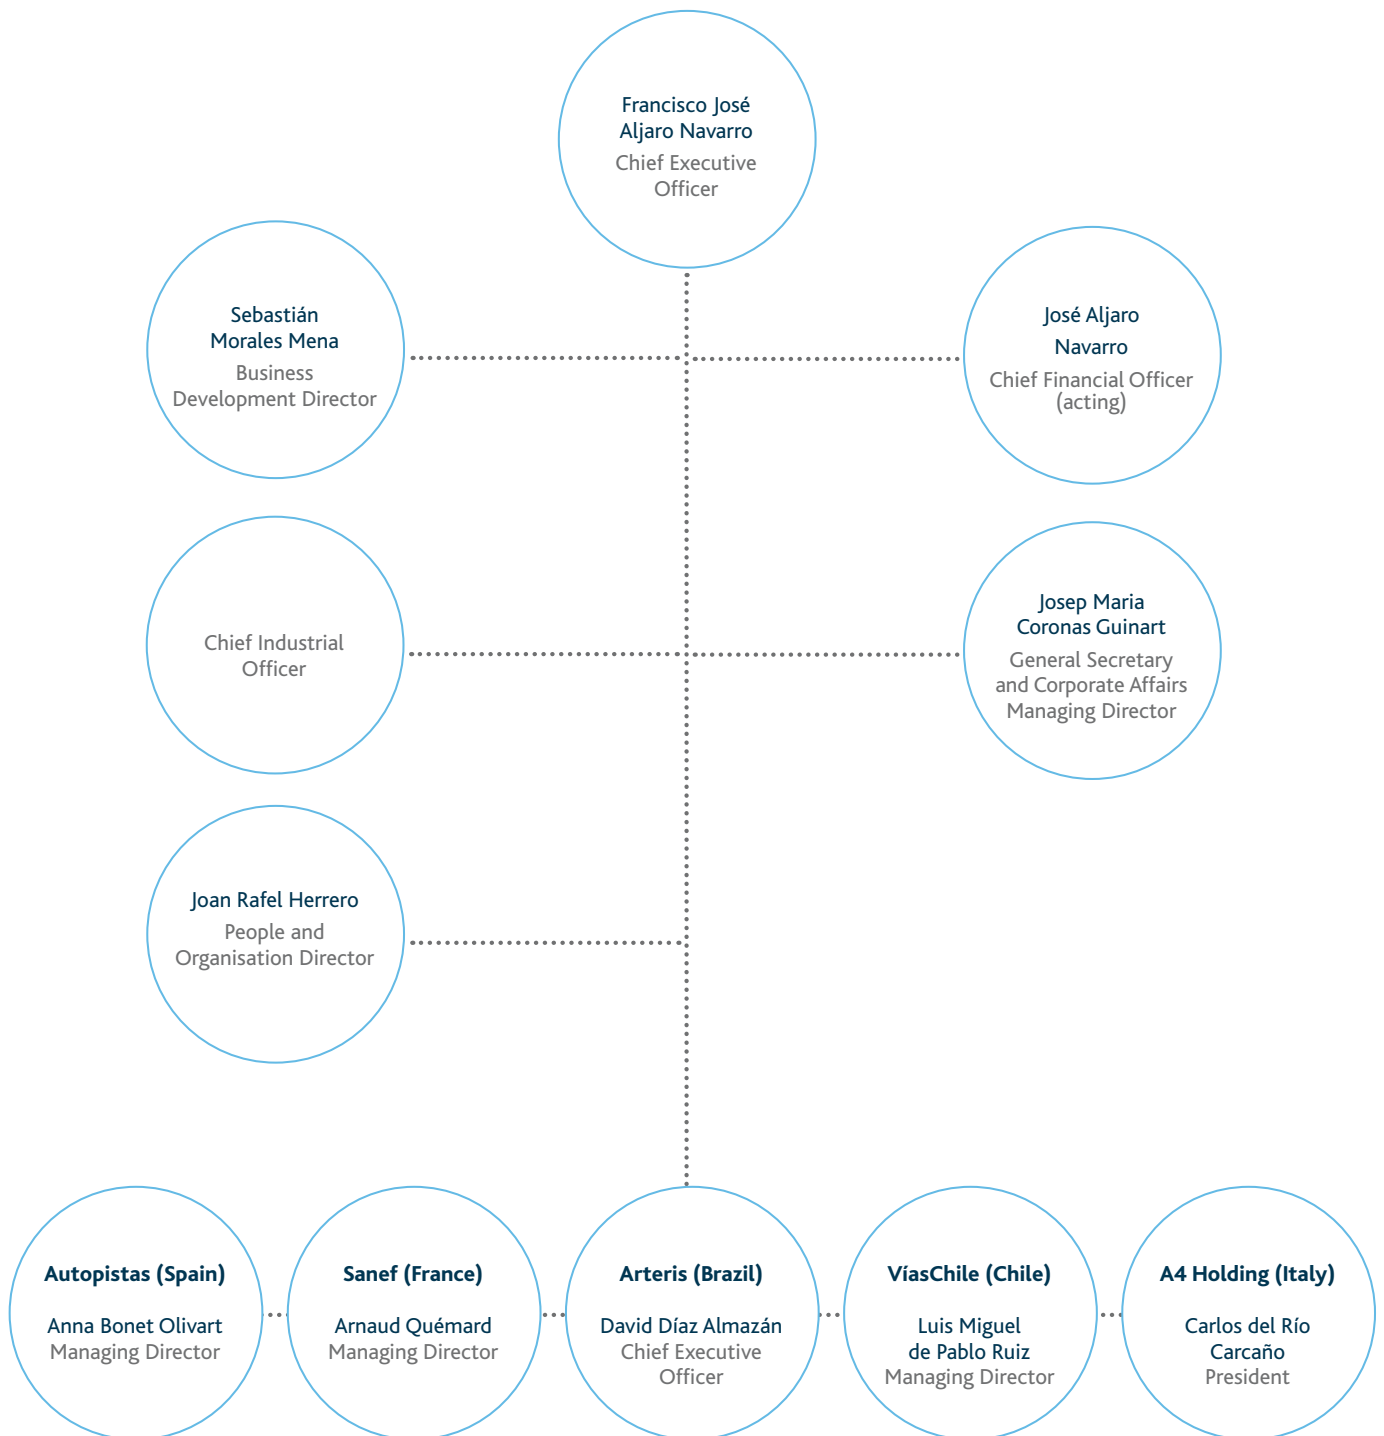 Francisco José
Aljaro Navarro
Chief Executive
Officer
Sebastián
Morales Mena
Business
Development Director
José Aljaro
Navarro
Chief Financial Officer
(acting)
Chief Industrial
Officer
Josep Maria
Coronas Guinart
General Secretary
and Corporate Affairs
Managing Director
Joan Rafel Herrero
People and
Organisation Director
Autopistas (Spain)
Anna Bonet Olivart
Managing Director
Sanef (France)
Arnaud Quémard
Managing Director
Arteris (Brazil)
David Díaz Almazán
Chief Executive
Officer
VíasChile (Chile)
Luis Miguel
de Pablo Ruiz
Managing Director
A4 Holding (Italy)
Carlos del Río
Carcaño
President